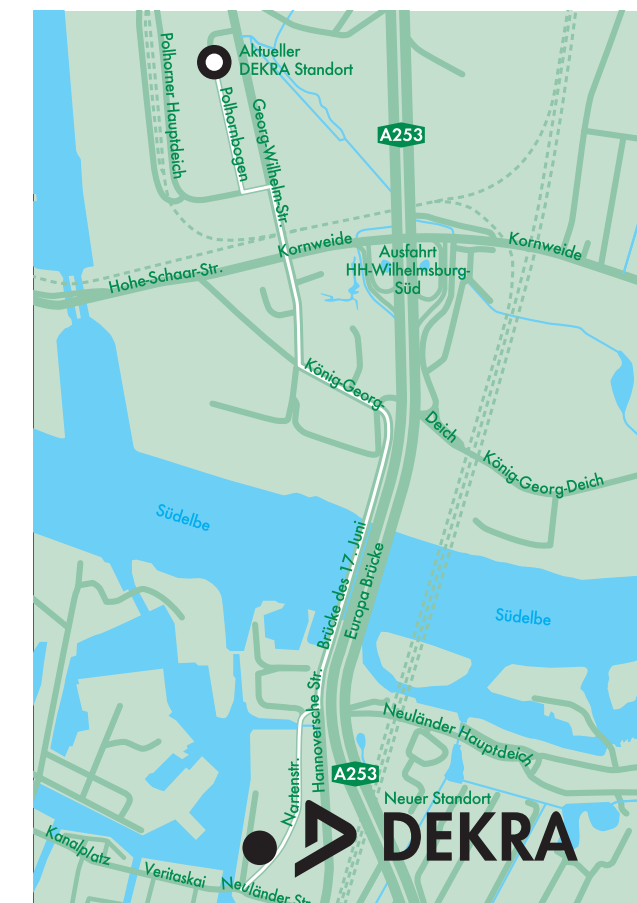 Polhorner Hauptdeich
Aktueller
DEKRA Standort
Polhornbogen
Georg-Wilhelm-Str.
A253
Kornweide
Kornweide
Ausfahrt
HH-Wilhelmsburg-
Süd
Hohe-Schaar-Str.
König-Georg-
Deich
König-Georg-Deich
Südelbe
Brücke des 17. Juni
Europa Brücke
Südelbe
Hannoversche Str.
Neuländer Hauptdeich
Nartenstr.
A253
Neuer Standort
DEKRA
Kanalplatz
Veritaskai